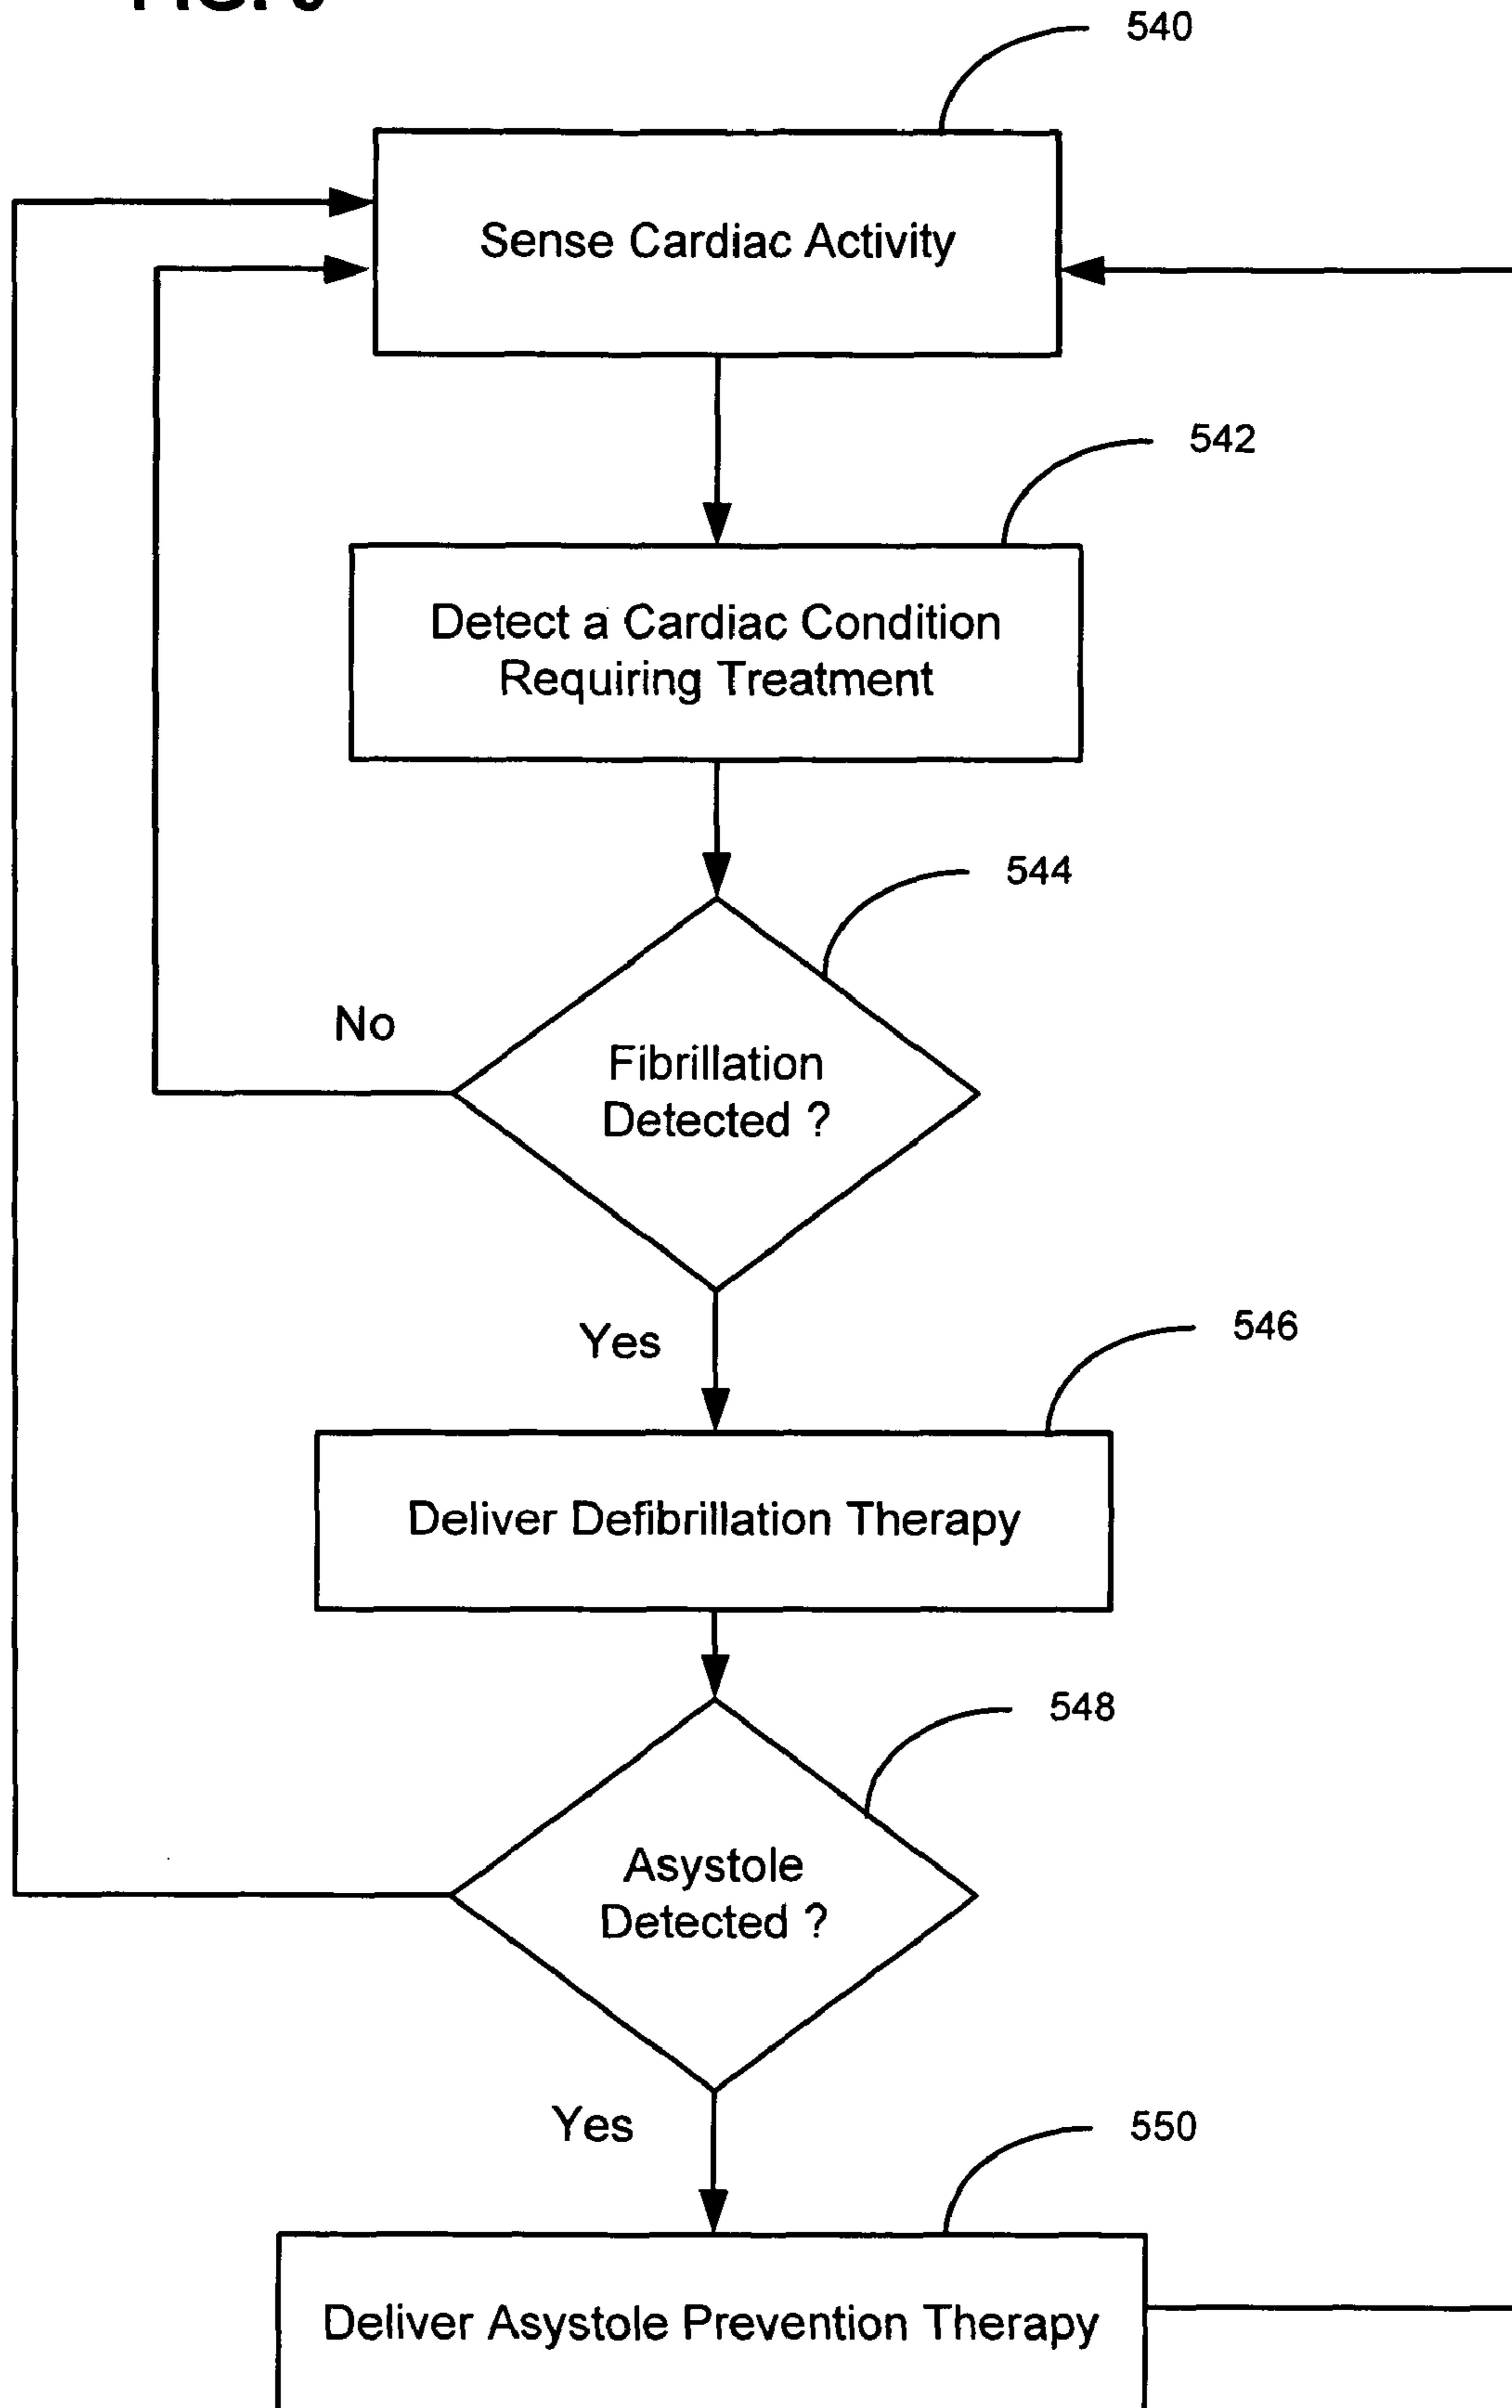 540
Sense Cardiac Activity
542
Detect a Cardiac Condition
Requiring Treatment
544
No
Fibrillation
Detected ?
Yes
546
Deliver Defibrillation Therapy
548
Asystole
Detected ?
Yes
550
Deliver Asystole Prevention Therapy